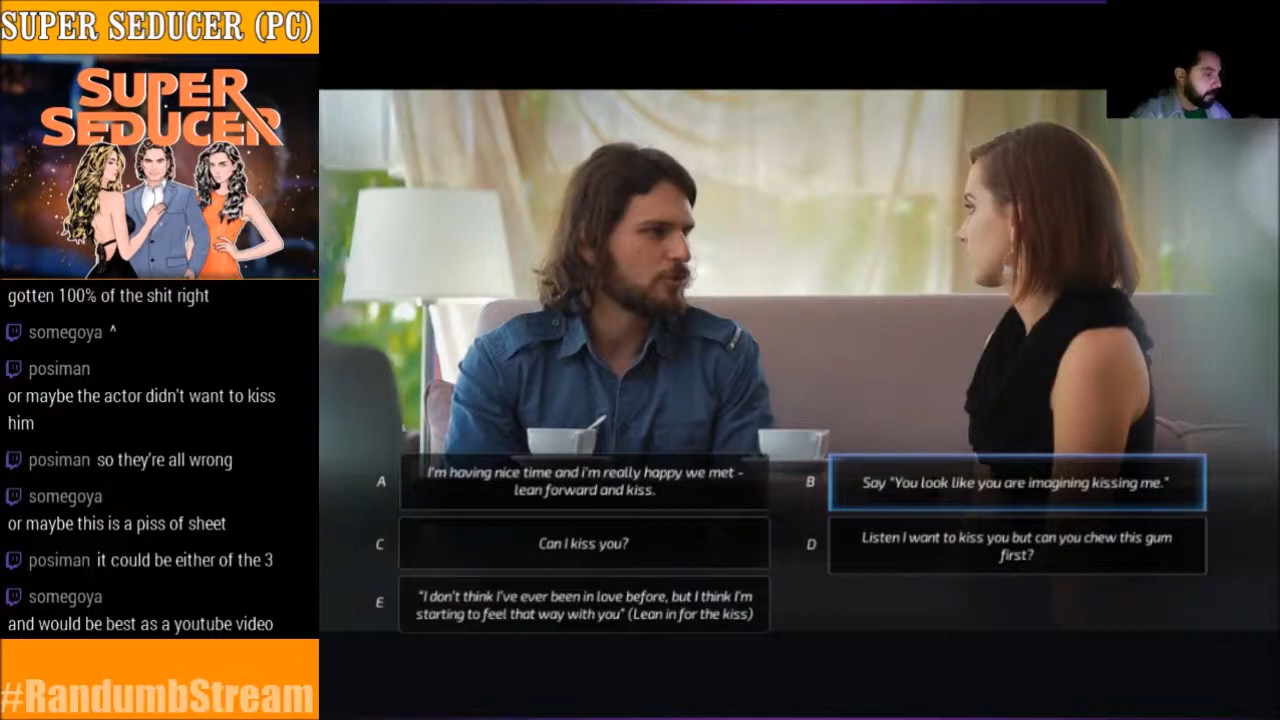 SUPER SEDUCER (PC)
SUPER
SEDUCER
gotten 100% of the shit right
somegoya ^
posiman
or maybe the actor didn't want to kiss
him
posiman so they're all wrong
somegoya
or maybe this is a piss of sheet
posiman it could be either of the 3
somegoya
and would be best as a youtube video
#RandumbStream
A
I'm having nice time and i'm really happy we met -
lean forward and kiss.
B
Say "You look like you are imagining kissing me."
C
Can I kiss you?
D
Listen I want to kiss you but can you chew this gum
first?
E
"I don't think I've ever been in love before, but I think I'm
starting to feel that way with you" (Lean in for the kiss)